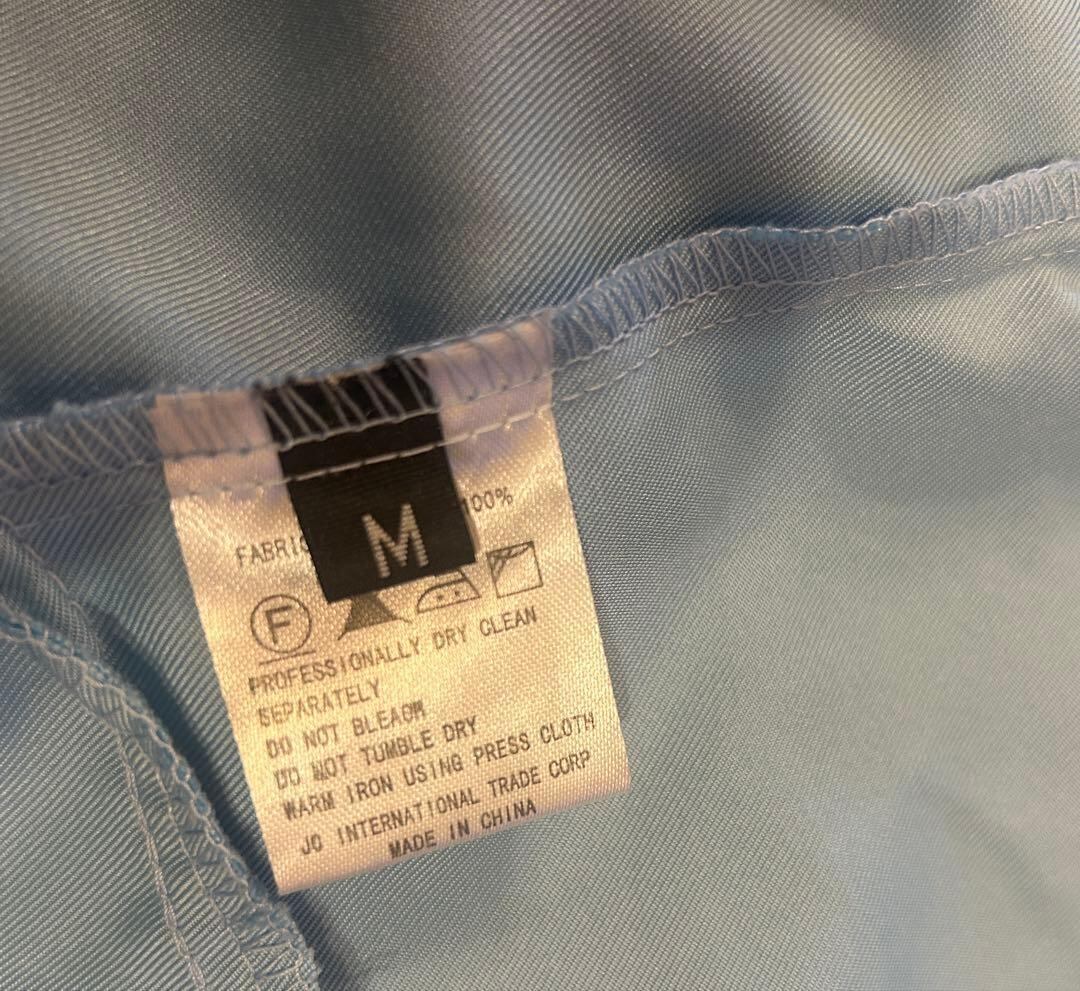 100%
M
FABRIC
F
PROFESSIONALLY DRY CLEAN
SEPARATELY
DO NOT BLEACH
DO NOT TUMBLE DRY
WARM IRON USING PRESS CLOTH
JO INTERNATIONAL TRADE CORP
MADE IN CHINA